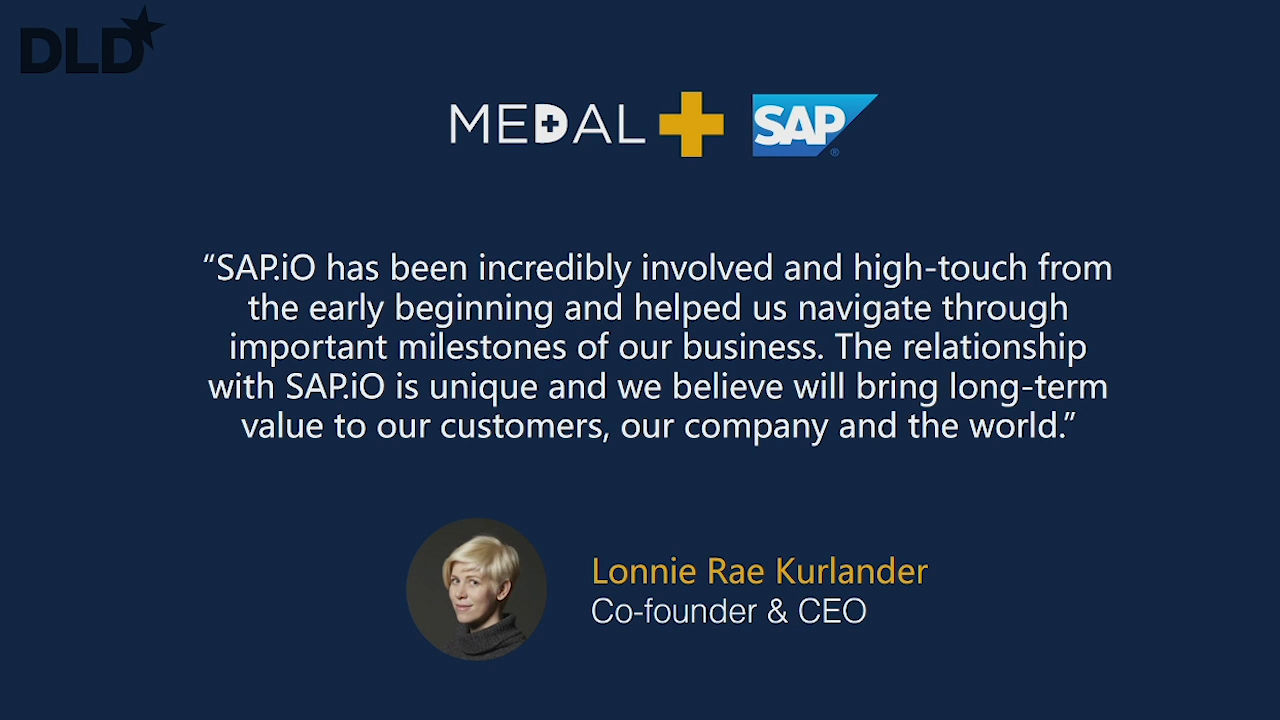 DLD
MEDAL SAP®
“SAP.iO has been incredibly involved and high-touch from
the early beginning and helped us navigate through
important milestones of our business. The relationship
with SAP.iO is unique and we believe will bring long-term
value to our customers, our company and the world.”
Lonnie Rae Kurlander
Co-founder & CEO